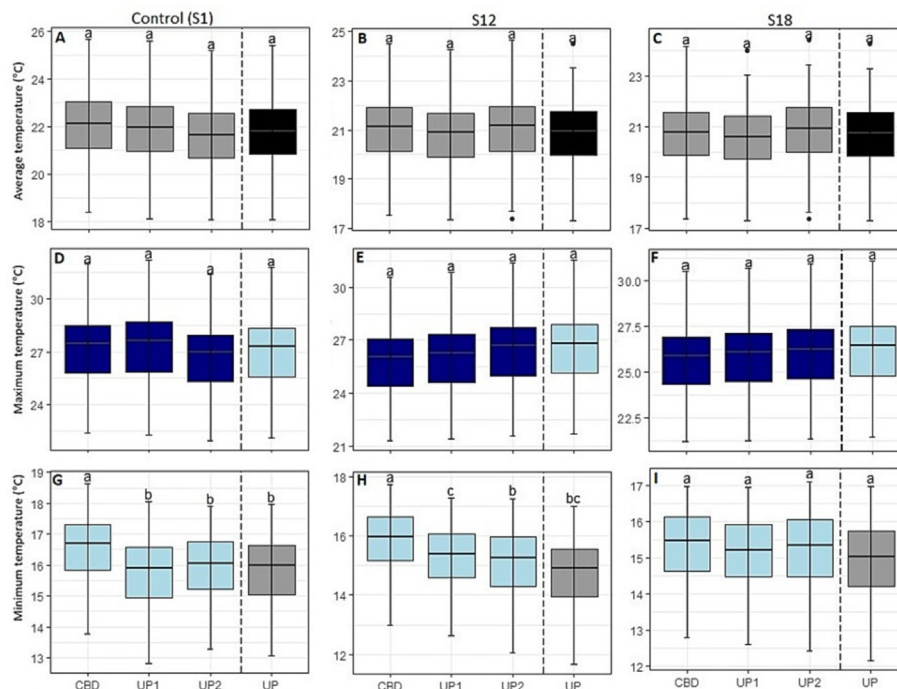 Control (S1) S12 S18
Average temperature (°C)
26
24
22
20
18
A a a a a
23
21
19
17
B a a a a
23
21
19
17
C a a a a
Maximum temperature (°C)
30
27
24
D a a a a
30
27
24
21
E a a a a
30.0
27.5
25.0
22.5
F a a a a
Minimum temperature (°C)
19
18
17
16
15
14
13
G a b b b
18
16
14
12
H a c b bc
17
16
15
14
13
12
I a a a a
CBD UP1 UP2 UP CBD UP1 UP2 UP CBD UP1 UP2 UP